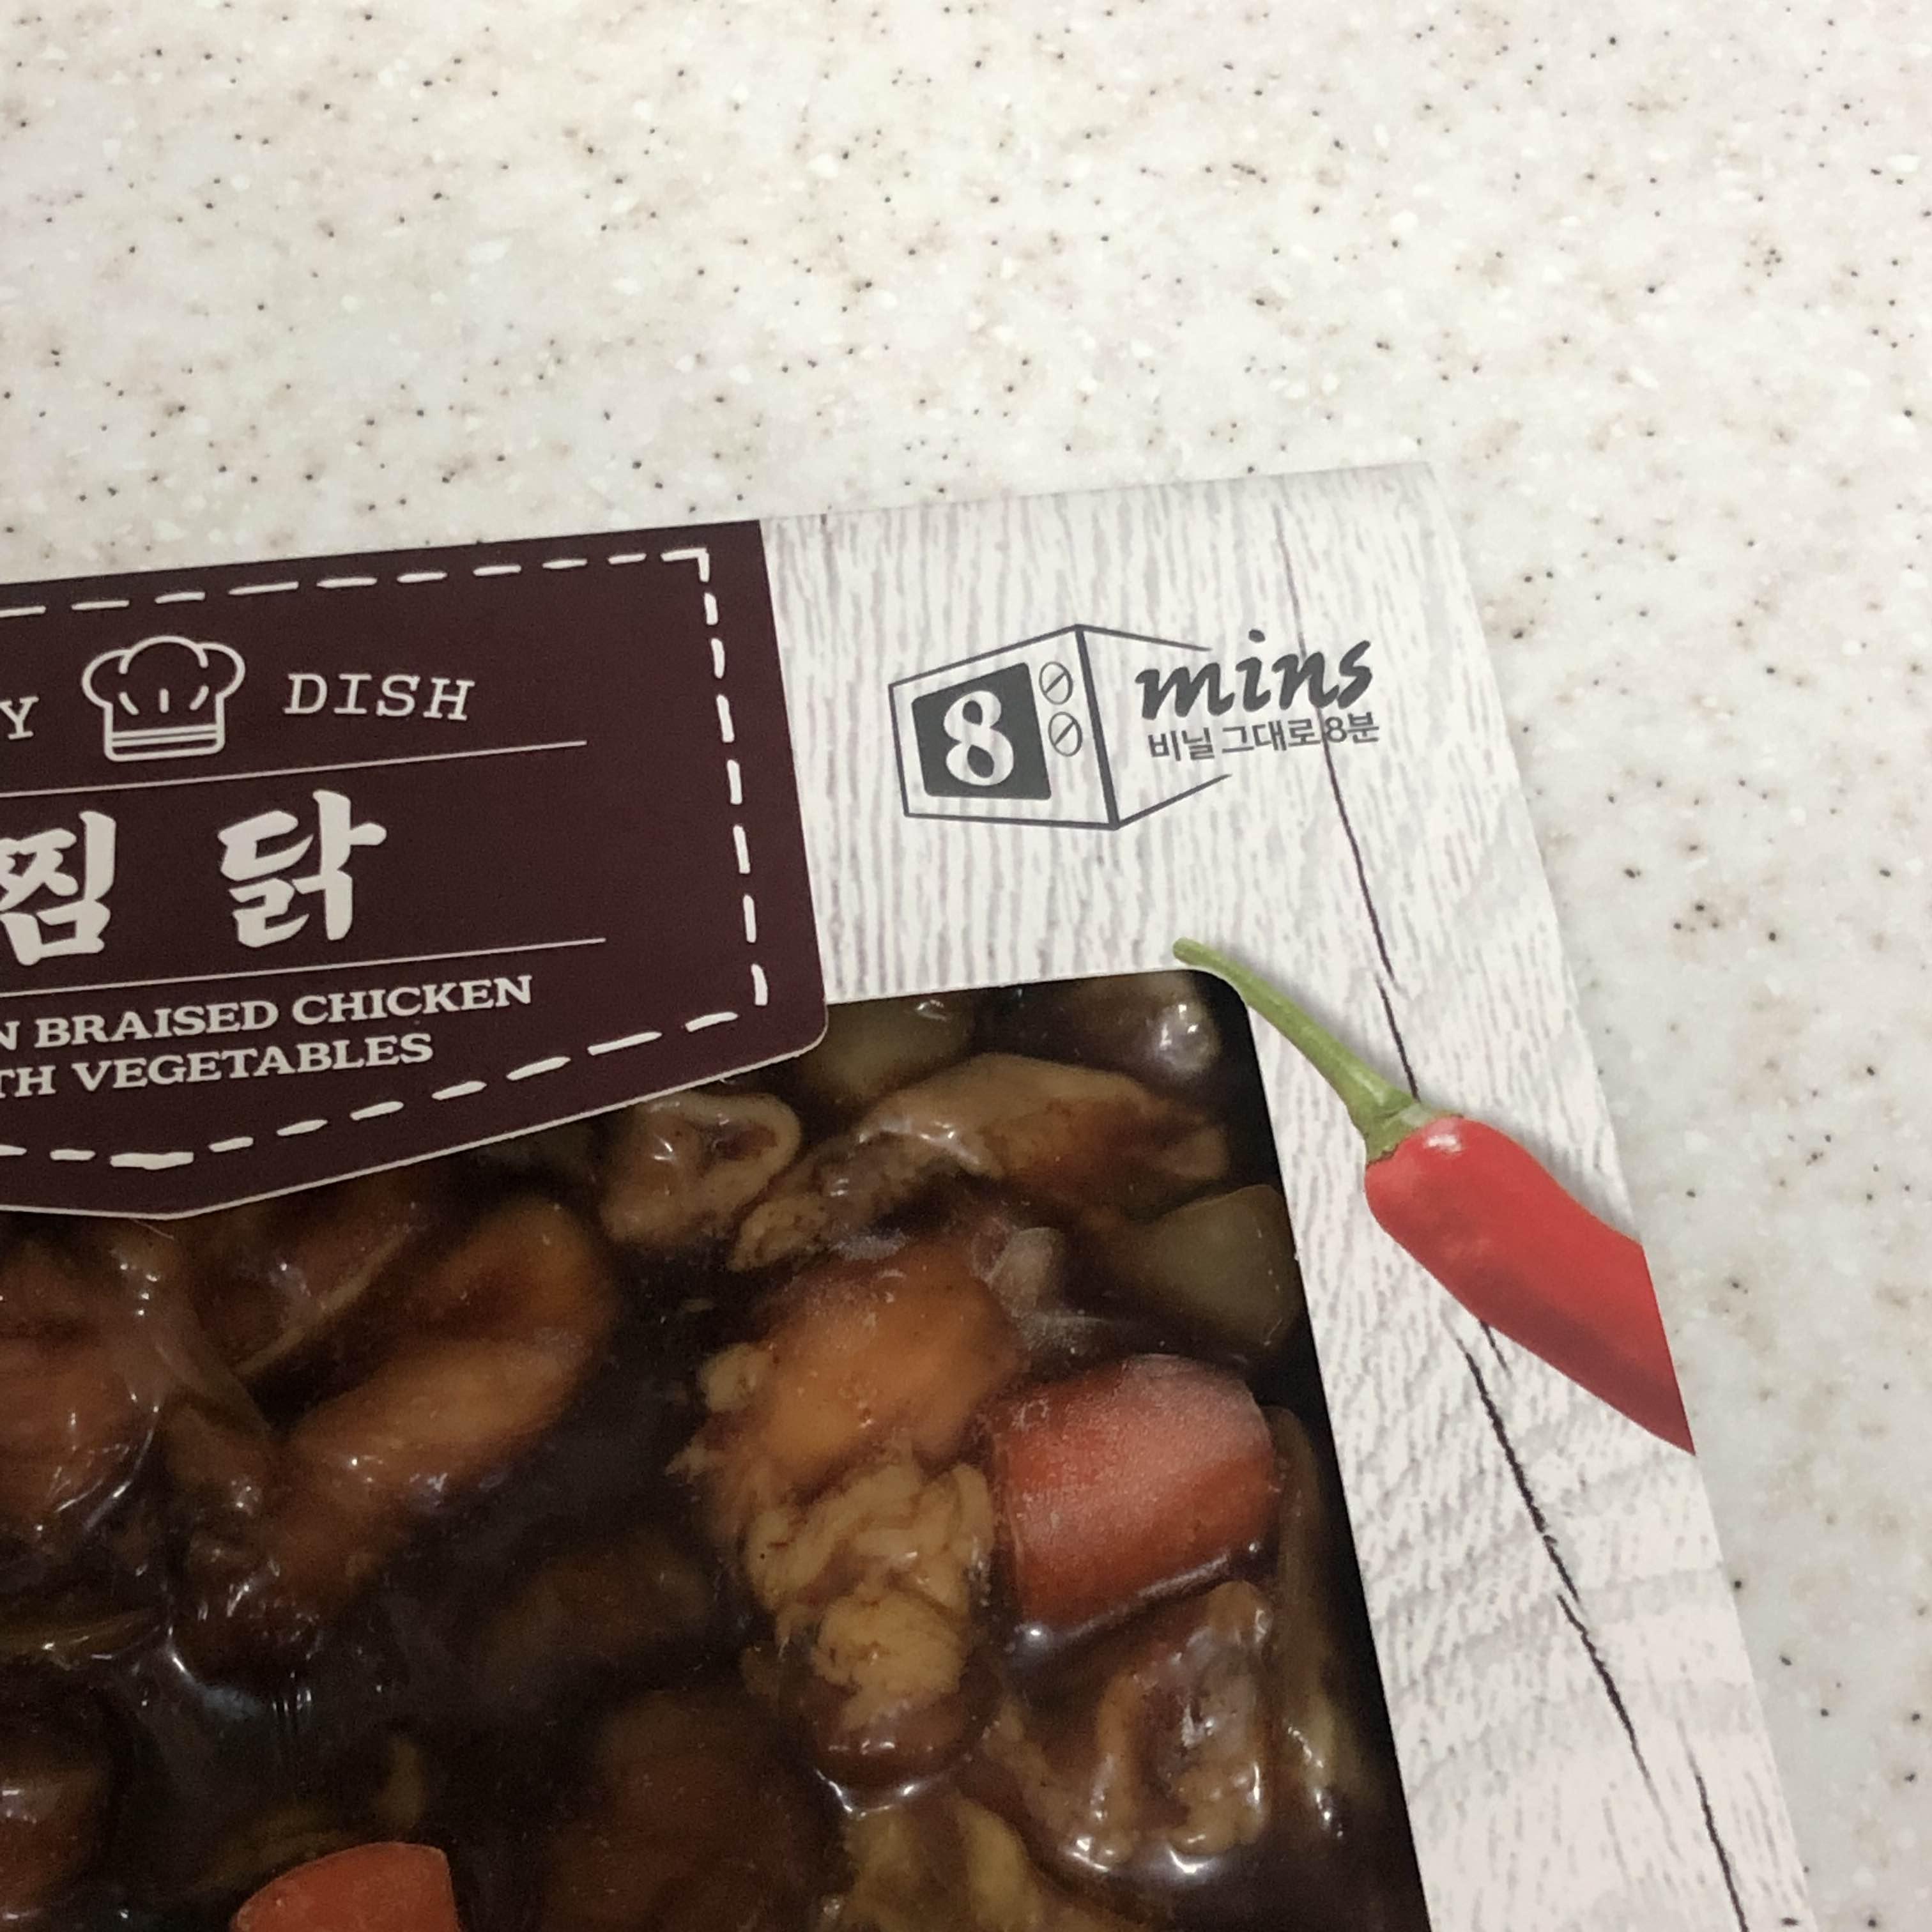 Y DISH
찜 닭
N BRAISED CHICKEN
TH VEGETABLES
8 mins
비닐 그대로 8분